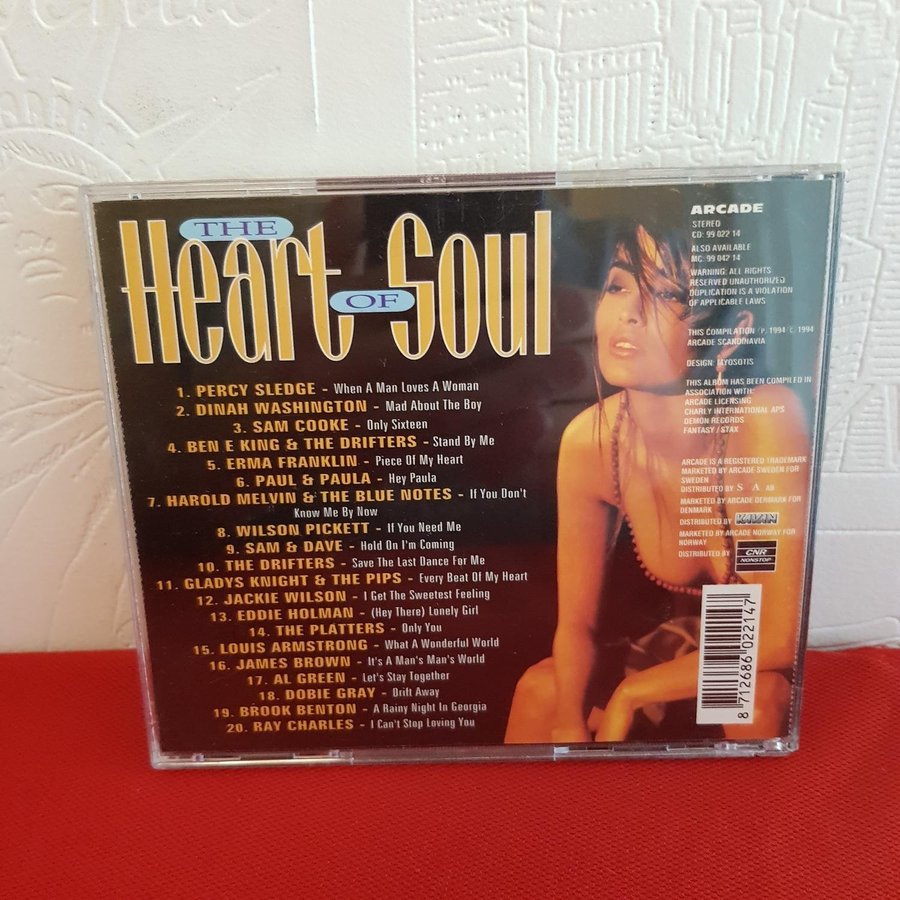 THE
Heart OF Soul
1. PERCY SLEDGE - When A Man Loves A Woman
2. DINAH WASHINGTON - Mad About The Boy
3. SAM COOKE - Only Sixteen
4. BEN E KING & THE DRIFTERS - Stand By Me
5. ERMA FRANKLIN - Piece Of My Heart
6. PAUL & PAULA - Hey Paula
7. HAROLD MELVIN & THE BLUE NOTES - If You Don't
Know Me By Now
8. WILSON PICKETT - If You Need Me
9. SAM & DAVE - Hold On I'm Coming
10. THE DRIFTERS - Save The Last Dance For Me
11. GLADYS KNIGHT & THE PIPS - Every Beat Of My Heart
12. JACKIE WILSON - I Get The Sweetest Feeling
13. EDDIE HOLMAN - (Hey There) Lonely Girl
14. THE PLATTERS - Only You
15. LOUIS ARMSTRONG - What A Wonderful World
16. JAMES BROWN - It's A Man's Man's World
17. AL GREEN - Let's Stay Together
18. DOBIE GRAY - Drift Away
19. BROOK BENTON - A Rainy Night In Georgia
20. RAY CHARLES - I Can't Stop Loving You
ARCADE
STEREO
CD: 99 022 14
ALSO AVAILABLE
MC: 99 042 14
WARNING: ALL RIGHTS
RESERVED UNAUTHORIZED
DUPLICATION IS A VIOLATION
OF APPLICABLE LAWS
THIS COMPILATION (P) 1994 (C) 1994
ARCADE SCANDINAVIA
DESIGN: MYOSOTIS
THIS ALBUM HAS BEEN COMPILED IN
ASSOCIATION WITH:
ARCADE LICENSING
CHARLY INTERNATIONAL APS
DEMON RECORDS
FANTASY / STAX
ARCADE IS A REGISTERED TRADEMARK
MARKETED BY ARCADE SWEDEN FOR
SWEDEN
DISTRIBUTED BY S A AB
MARKETED BY ARCADE DENMARK FOR
DENMARK
DISTRIBUTED BY KAVAN
MARKETED BY ARCADE NORWAY FOR
NORWAY
DISTRIBUTED BY CNR
NONSTOP
8 712686 022147